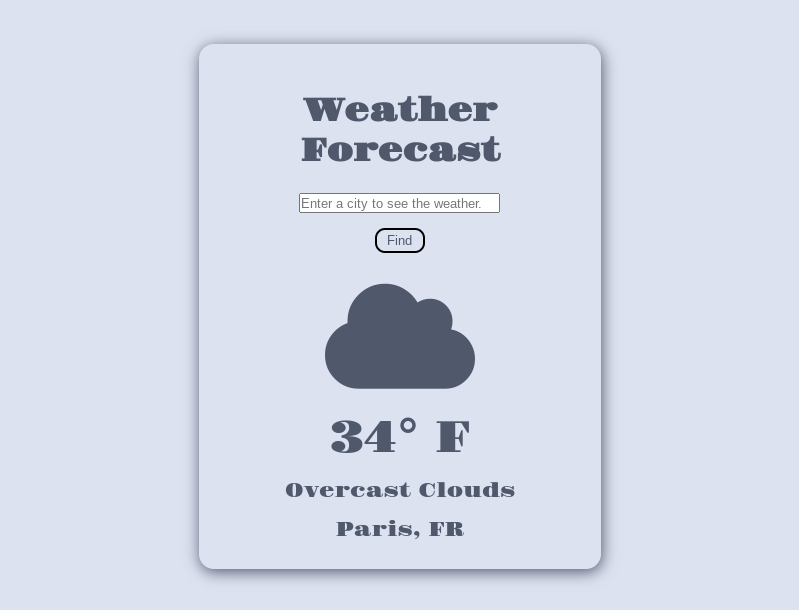 Weather
Forecast
Enter a city to see the weather.
Find
34° F
Overcast Clouds
Paris, FR